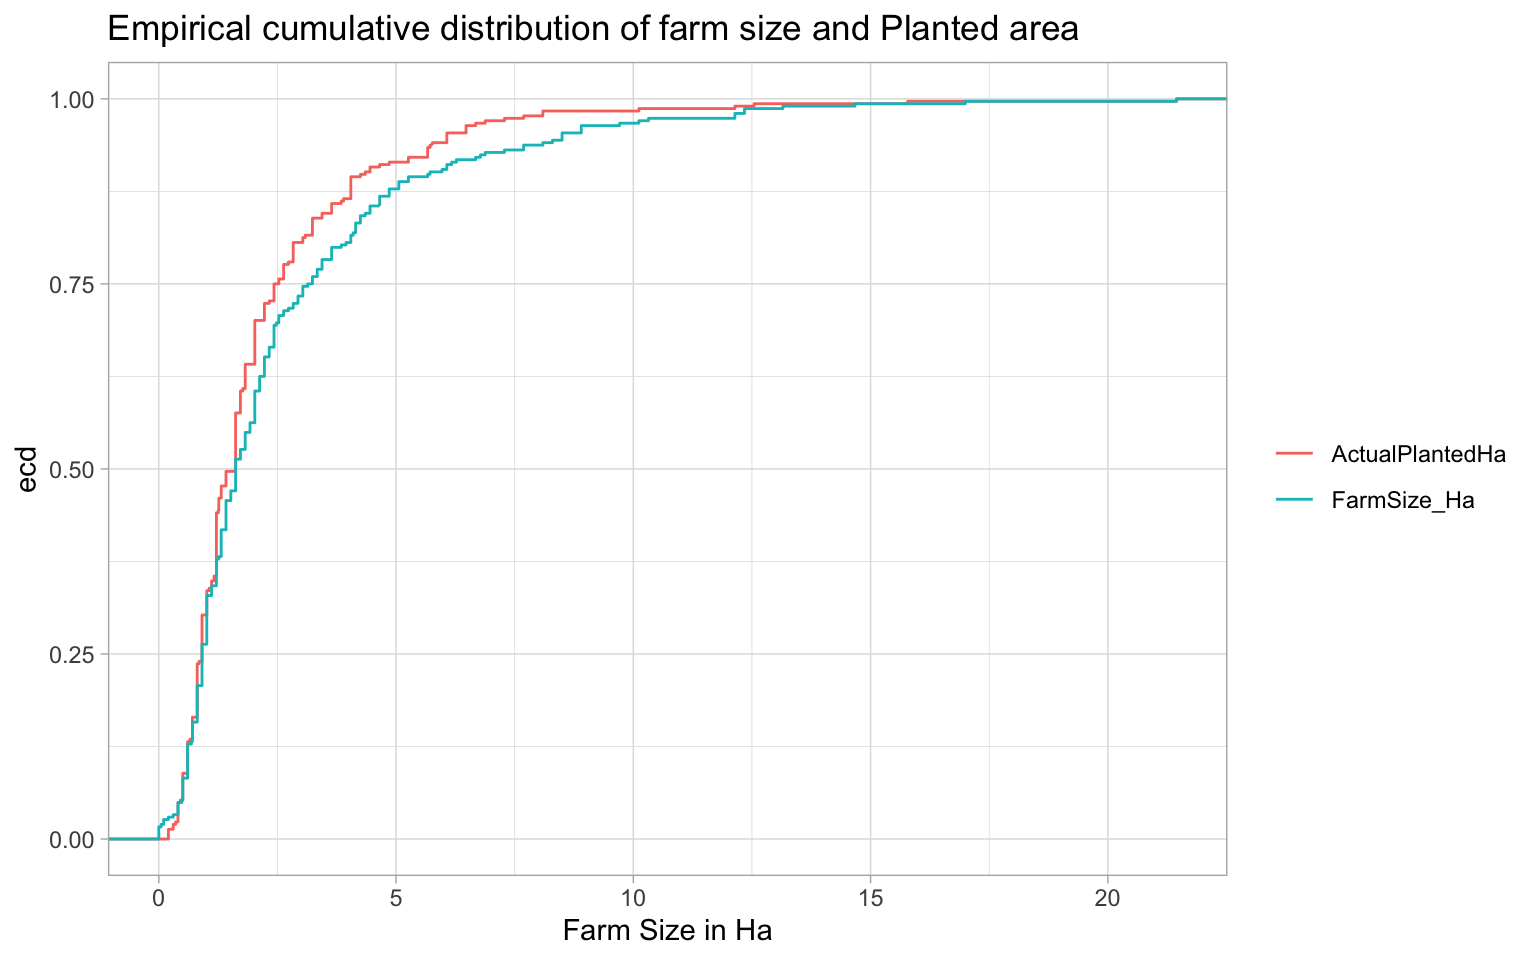 Empirical cumulative distribution of farm size and Planted area
1.00
0.75
0.50
0.25
0.00
ecd
0 5 10 15 20
Farm Size in Ha
ActualPlantedHa
FarmSize_Ha